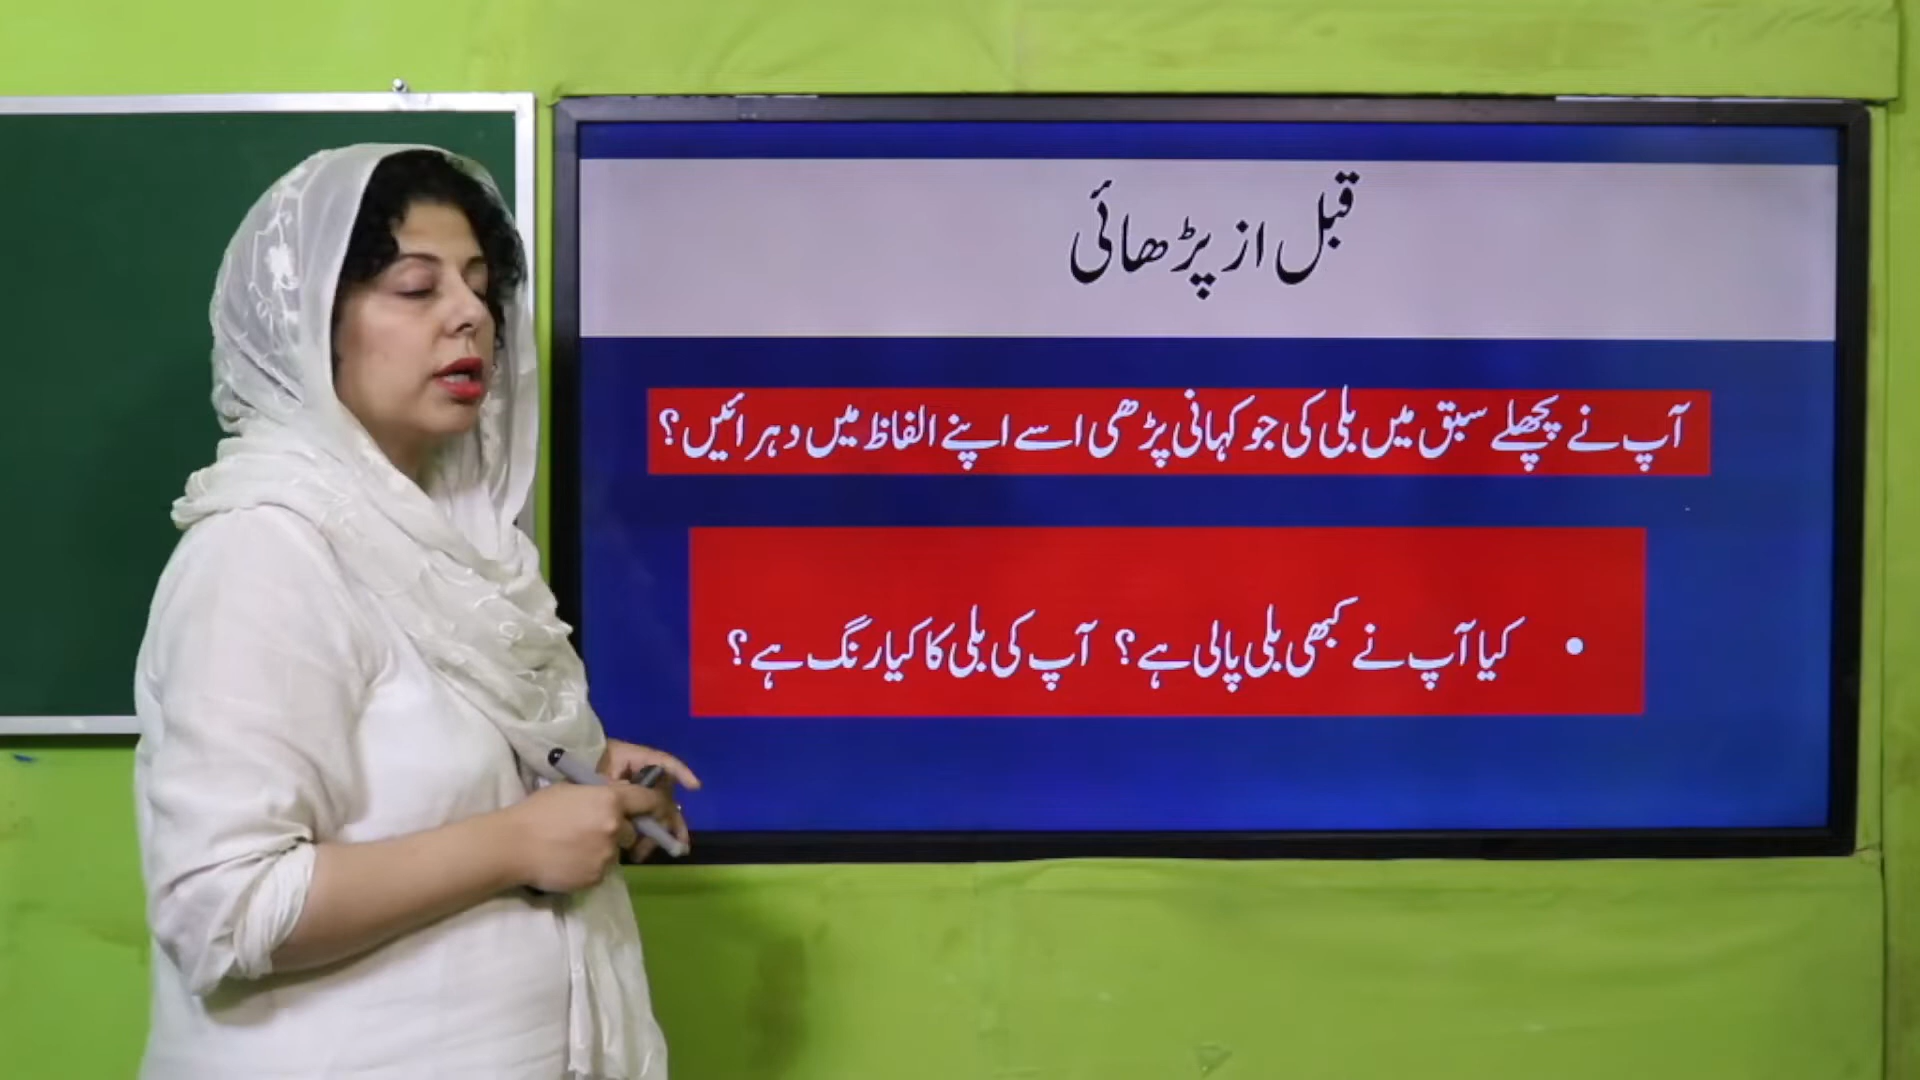 قبل از پڑھائی
آپ نے پچھلے سبق میں بلی کی جو کہانی پڑھی اسے اپنے الفاظ میں دہرائیں؟
• کیا آپ نے کبھی بلی پالی ہے؟ آپ کی بلی کا کیا رنگ ہے؟